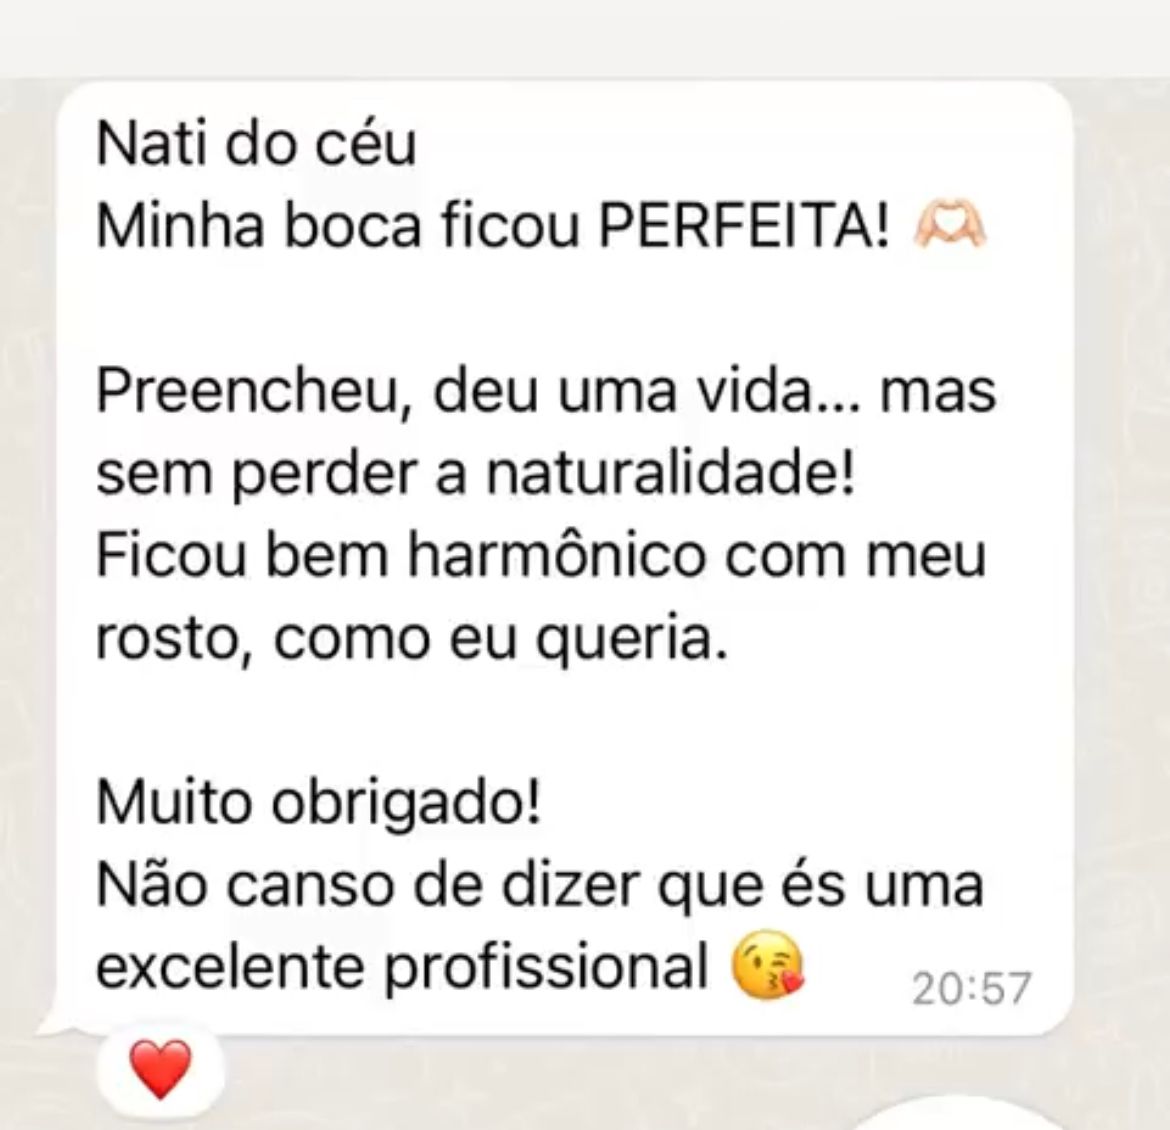 Nati do céu
Minha boca ficou PERFEITA! 🫶🏻
Preencheu, deu uma vida... mas
sem perder a naturalidade!
Ficou bem harmônico com meu
rosto, como eu queria.
Muito obrigado!
Não canso de dizer que és uma
excelente profissional 😘
20:57
❤️